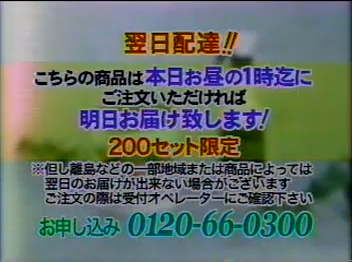 翌日配達!!
こちらの商品は本日お昼の1時迄に
ご注文いただければ
明日お届け致します!
200セット限定
※但し離島などの一部地域または商品によっては
翌日のお届けが出来ない場合がございます
ご注文の際は受付オペレーターにご確認下さい
お申し込み 0120-66-0300